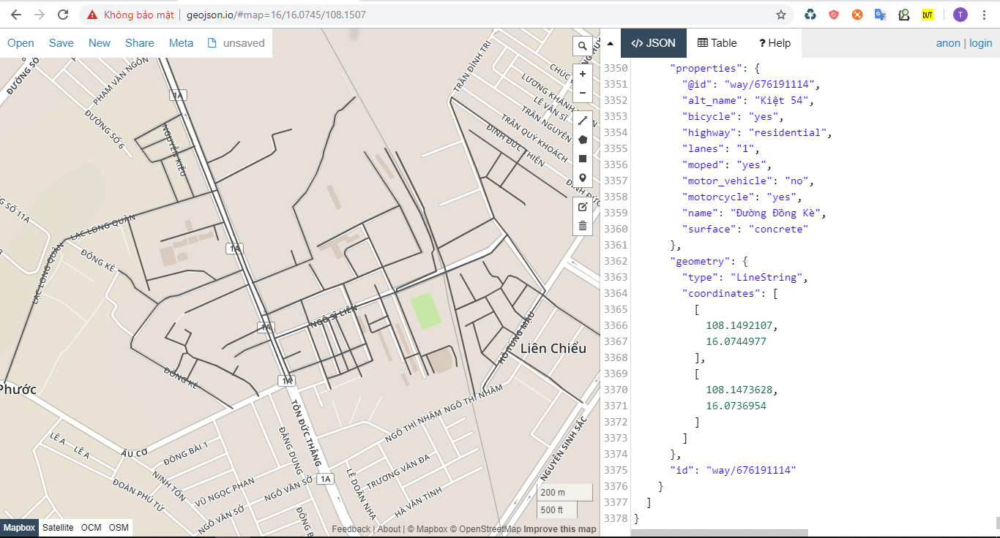 Không bảo mật
geojson.io/#map=16/16.0745/108.1507
DUT
T
Open
Save
New
Share
Meta
unsaved
JSON
Table
Help
anon | login
ĐƯỜNG SỐ
PHẠM VĂN NGÔN
1A
ĐƯỜNG SỐ 6
NGUYỄN KIỀU
TRẦN ĐÌNH TRI
LƯƠNG KHÁNH
LÊ VĂN SĨ
TRẦN NGUYÊN
TRẦN QUÝ KHOÁCH
ĐINH ĐỨC THIỆN
ĐINH ĐỨC
LẠC LONG QUÂN
LẠC LONG QUÂN
ĐỒNG KÈ
1A
1A
NGÔ SĨ LIÊN
HỒ TÙNG MẬU
Liên Chiểu
ĐỒNG KÈ
1A
Phước
TÔN ĐỨC THẮNG
NGÔ THÌ NHẬM
NGÔ THÌ NHẬM
NGUYỄN SINH SẮC
LÊ A
LÊ A
ÂU CƠ
ĐỒNG BÀI 1
ĐẶNG DUNG
ĐOÀN PHÚ TỨ
NINH TỐN
VŨ NGỌC PHAN
NGÔ VĂN SỞ
NGÔ VĂN SỞ
1A
LÊ DOÃN NHẠ
TRƯƠNG VĂN ĐA
HÀ VĂN TÍNH
200 m
500 ft
Mapbox
Satellite
OCM
OSM
Feedback | About | © Mapbox © OpenStreetMap Improve this map
3350 "properties": {
3351 "@id": "way/676191114",
3352 "alt_name": "Kiệt 54",
3353 "bicycle": "yes",
3354 "highway": "residential",
3355 "lanes": "1",
3356 "moped": "yes",
3357 "motor_vehicle": "no",
3358 "motorcycle": "yes",
3359 "name": "Đường Đồng Kè",
3360 "surface": "concrete"
3361 },
3362 "geometry": {
3363 "type": "LineString",
3364 "coordinates": [
3365 [
3366 108.1492107,
3367 16.0744977
3368 ],
3369 [
3370 108.1473628,
3371 16.0736954
3372 ]
3373 ]
3374 },
3375 "id": "way/676191114"
3376 }
3377 ]
3378 }